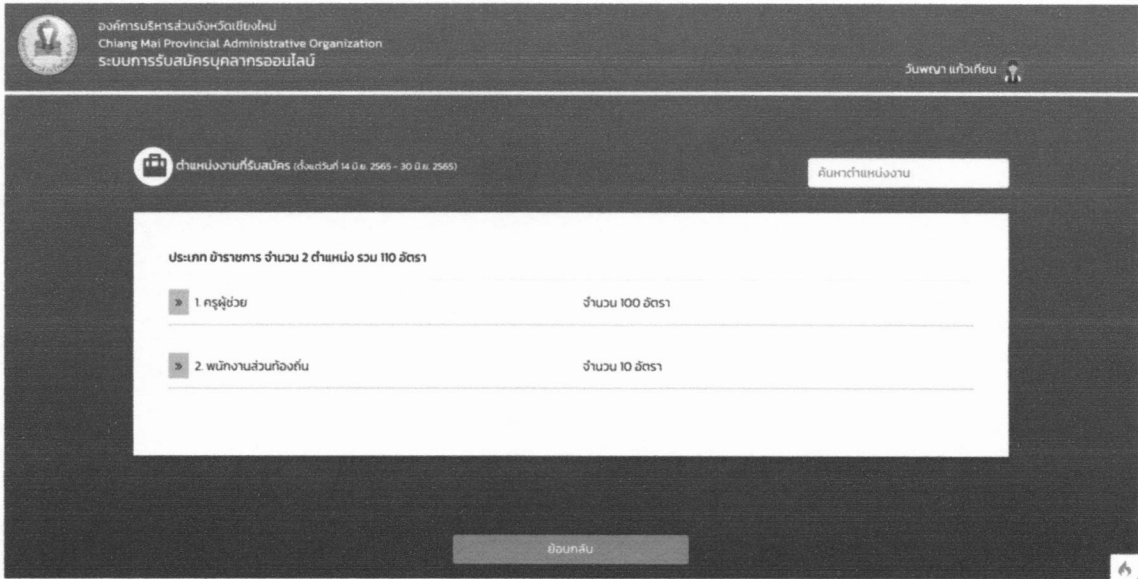 องค์การบริหารส่วนจังหวัดเชียงใหม่
Chiang Mai Provincial Administrative Organization
ระบบการรับสมัครบุคลากรออนไลน์
วันพญา แก้วเทียน
ตำแหน่งงานที่รับสมัคร (ตั้งแต่วันที่ 14 มิ.ย. 2565 - 30 มิ.ย. 2565)
ค้นหาตำแหน่งงาน
ประเภท ข้าราชการ จำนวน 2 ตำแหน่ง รวม 110 อัตรา
» 1. ครูผู้ช่วย จำนวน 100 อัตรา
» 2. พนักงานส่วนท้องถิ่น จำนวน 10 อัตรา
ย้อนกลับ